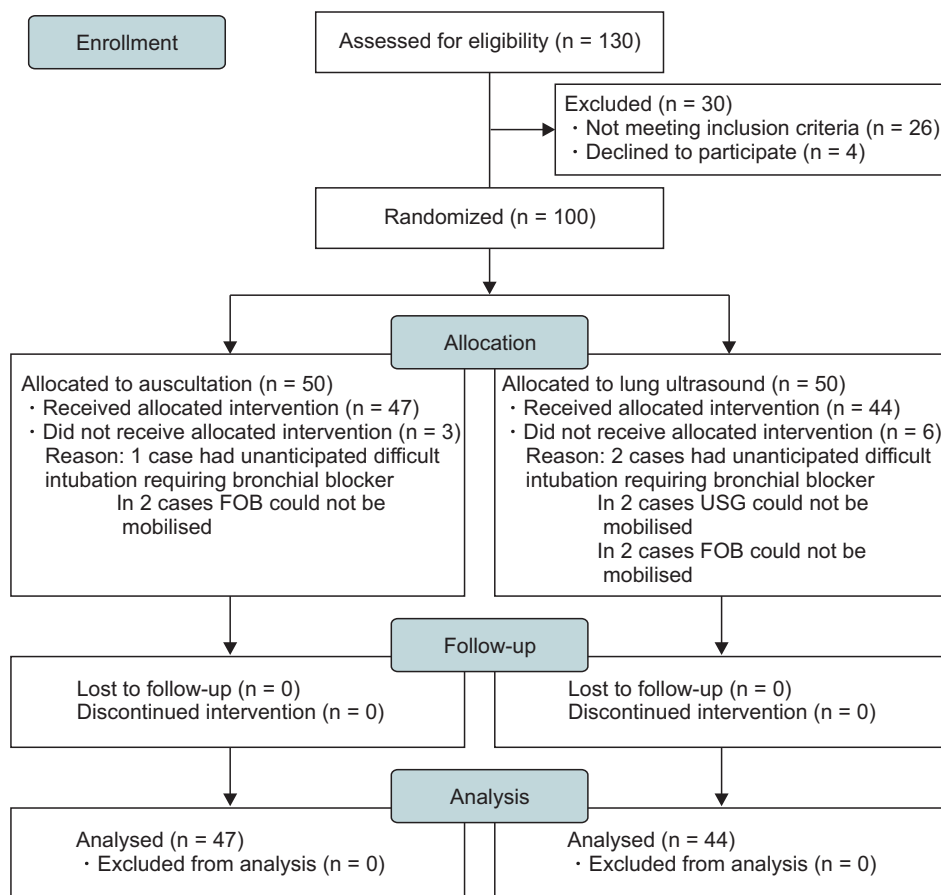 Enrollment
Assessed for eligibility (n = 130)
Excluded (n = 30)
· Not meeting inclusion criteria (n = 26)
· Declined to participate (n = 4)
Randomized (n = 100)
Allocation
Allocated to auscultation (n = 50)
· Received allocated intervention (n = 47)
· Did not receive allocated intervention (n = 3)
Reason: 1 case had unanticipated difficult
intubation requiring bronchial blocker
In 2 cases FOB could not be
mobilised
Allocated to lung ultrasound (n = 50)
· Received allocated intervention (n = 44)
· Did not receive allocated intervention (n = 6)
Reason: 2 cases had unanticipated difficult
intubation requiring bronchial blocker
In 2 cases USG could not be
mobilised
In 2 cases FOB could not be
mobilised
Follow-up
Lost to follow-up (n = 0)
Discontinued intervention (n = 0)
Lost to follow-up (n = 0)
Discontinued intervention (n = 0)
Analysis
Analysed (n = 47)
· Excluded from analysis (n = 0)
Analysed (n = 44)
· Excluded from analysis (n = 0)